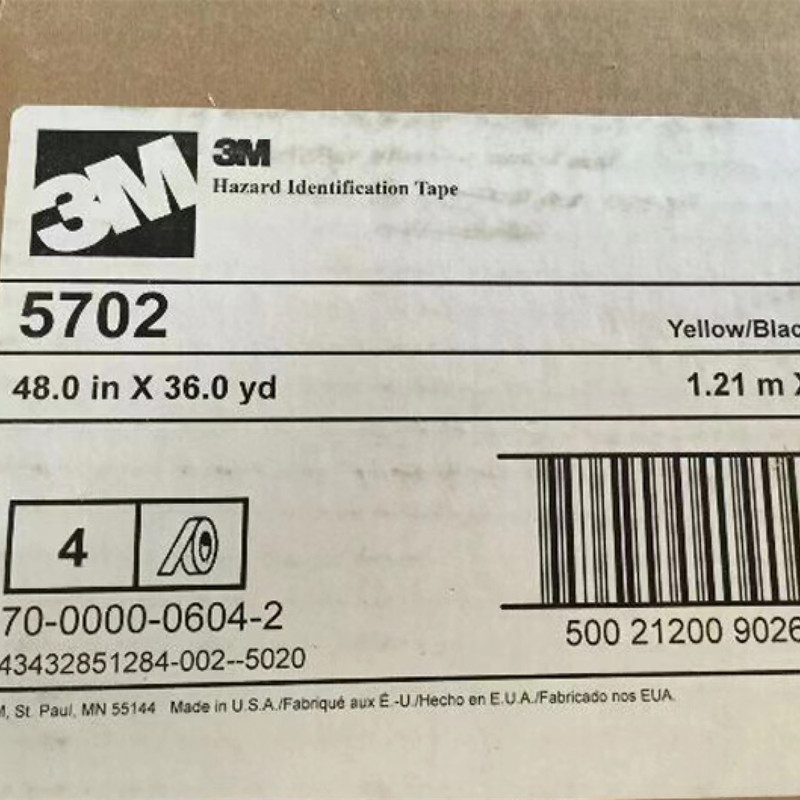 3M
3M
Hazard Identification Tape
5702
Yellow/Blac
48.0 in X 36.0 yd
1.21 m X
4
70-0000-0604-2
500 21200 9026
43432851284-002--5020
M, St. Paul, MN 55144 Made in U.S.A./Fabriqué aux É.-U./Hecho en E.U.A./Fabricado nos EUA.